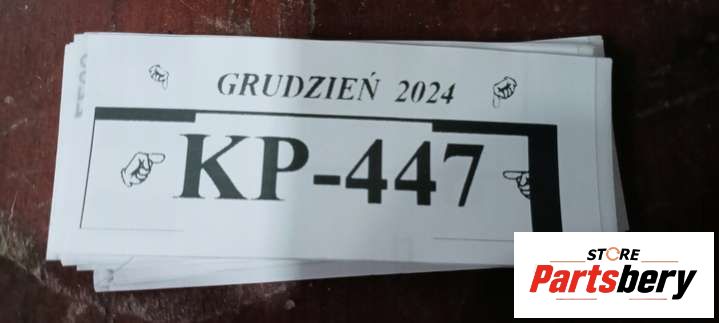 GRUDZIEŃ 2024
KP-447
STORE
Partsbery